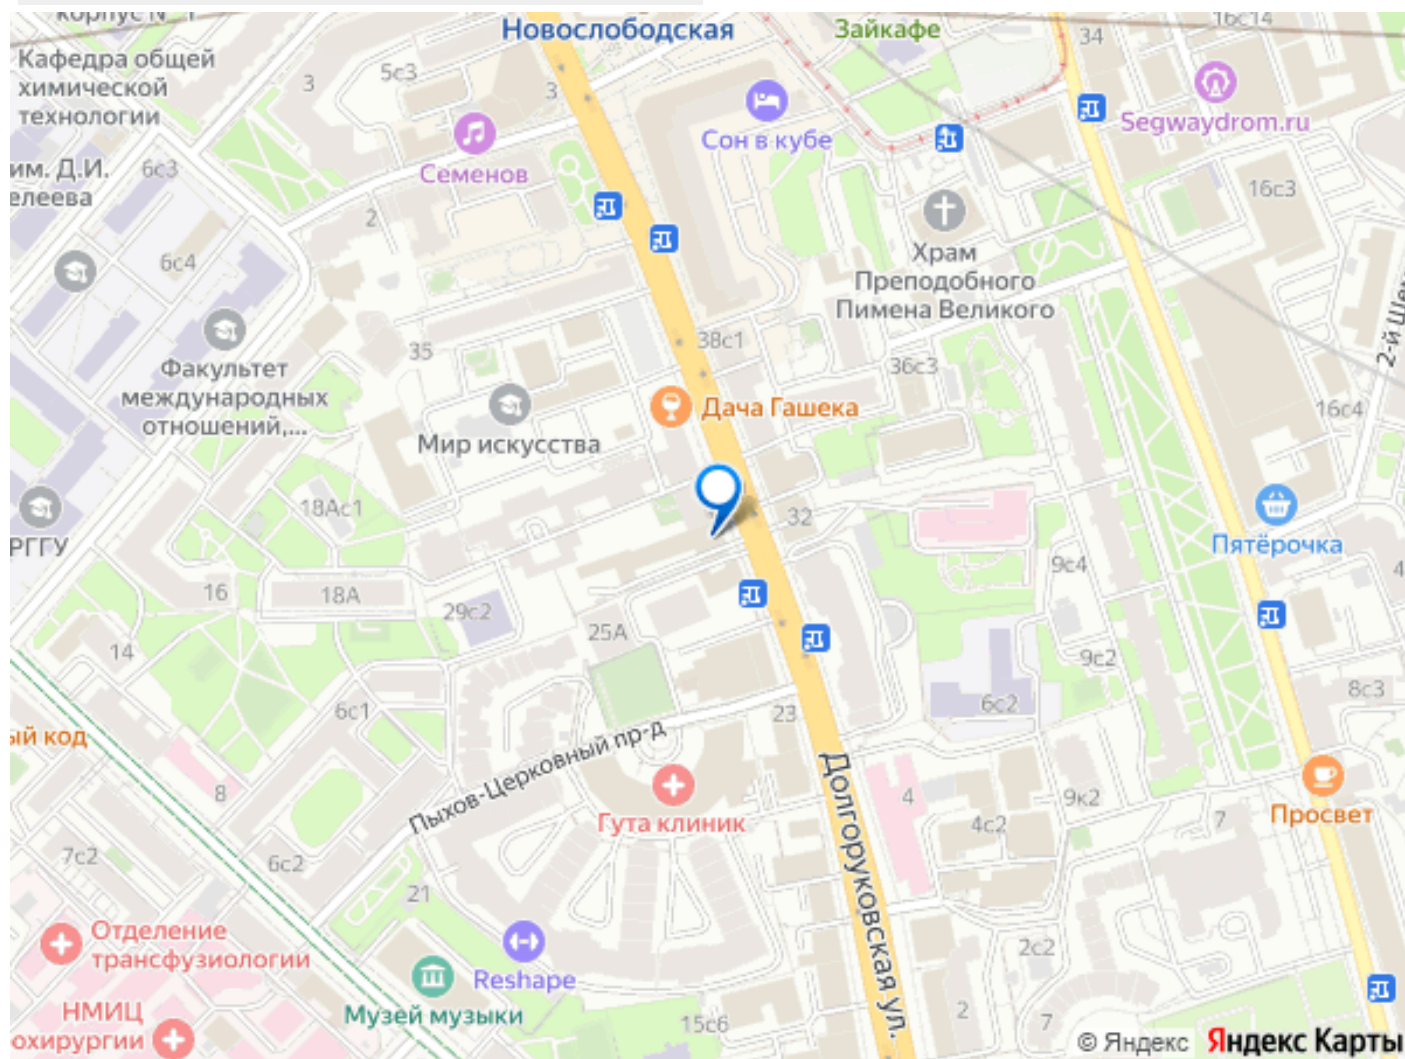 Новослободская
Зайкафе
16с14
34
Кафедра общей
химической
технологии
им. Д.И.
елеева
6с3
3
5с3
3
Семенов
Сон в кубе
Segwaydrom.ru
16с3
2
6с4
Храм
Преподобного
Пимена Великого
Факультет
международных
отношений,...
35
38с1
36с3
2-й Ше
Мир искусства
Дача Гашека
16с4
РГГУ
18Ас1
32
Пятёрочка
16
18А
29с2
25А
9с4
4
14
9с2
6с1
6с2
8с3
ый код
23
Пыхов-Церковный пр-д
Долгоруковская ул.
8
Гута клиник
4
4с2
9к2
7
Просвет
7с2
6с2
21
Отделение
трансфузиологии
Reshape
2с2
НМИЦ
охирургии
Музей музыки
15с6
2
7
© Яндекс Яндекс Карты